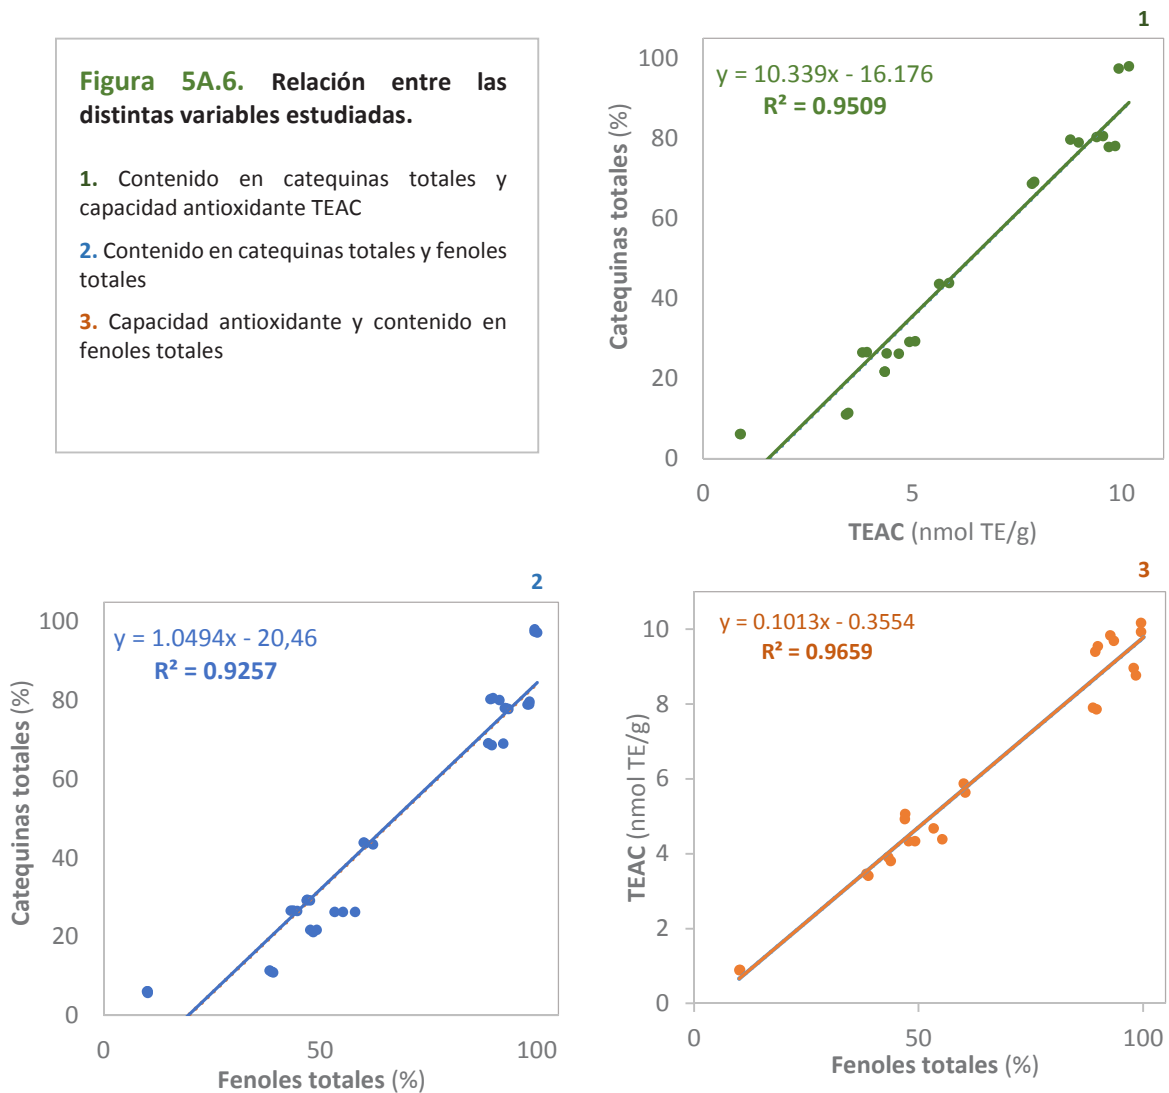 Figura 5A.6. Relación entre las
distintas variables estudiadas.
1. Contenido en catequinas totales y
capacidad antioxidante TEAC
2. Contenido en catequinas totales y fenoles
totales
3. Capacidad antioxidante y contenido en
fenoles totales
1
y = 10.339x - 16.176
R² = 0.9509
Catequinas totales (%)
100
80
60
40
20
0
0
5
10
TEAC (nmol TE/g)
2
y = 1.0494x - 20,46
R² = 0.9257
Catequinas totales (%)
100
80
60
40
20
0
0
50
100
Fenoles totales (%)
3
y = 0.1013x - 0.3554
R² = 0.9659
TEAC (nmol TE/g)
10
8
6
4
2
0
0
50
100
Fenoles totales (%)